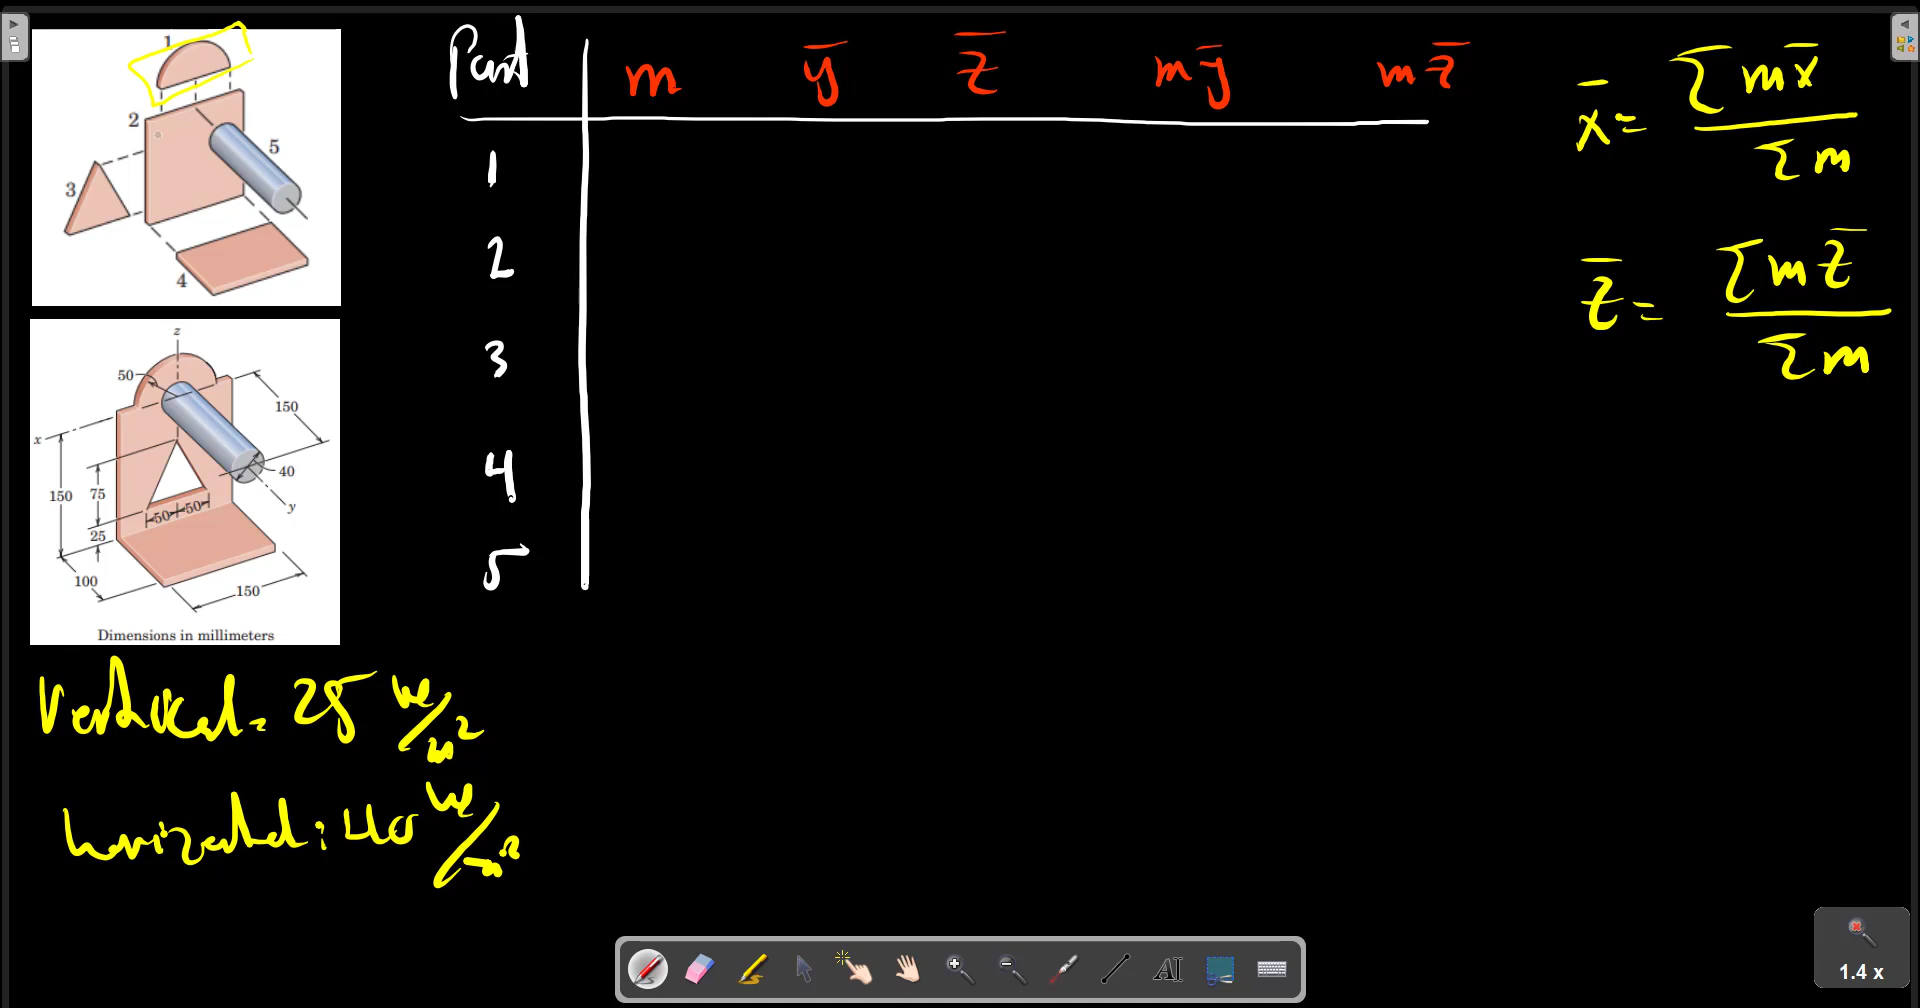 1
2
5
3
4
z
50
150
x
40
150
75
50
50
y
25
100
150
Dimensions in millimeters
Part m y̅ z̅ my̅ mz̅
1
2
3
4
5
x̅ = Σmx̅ / Σm
z̅ = Σmz̅ / Σm
Vertical = 25 kg/m²
horizontal : 40 kg/m²
AI
1.4 x